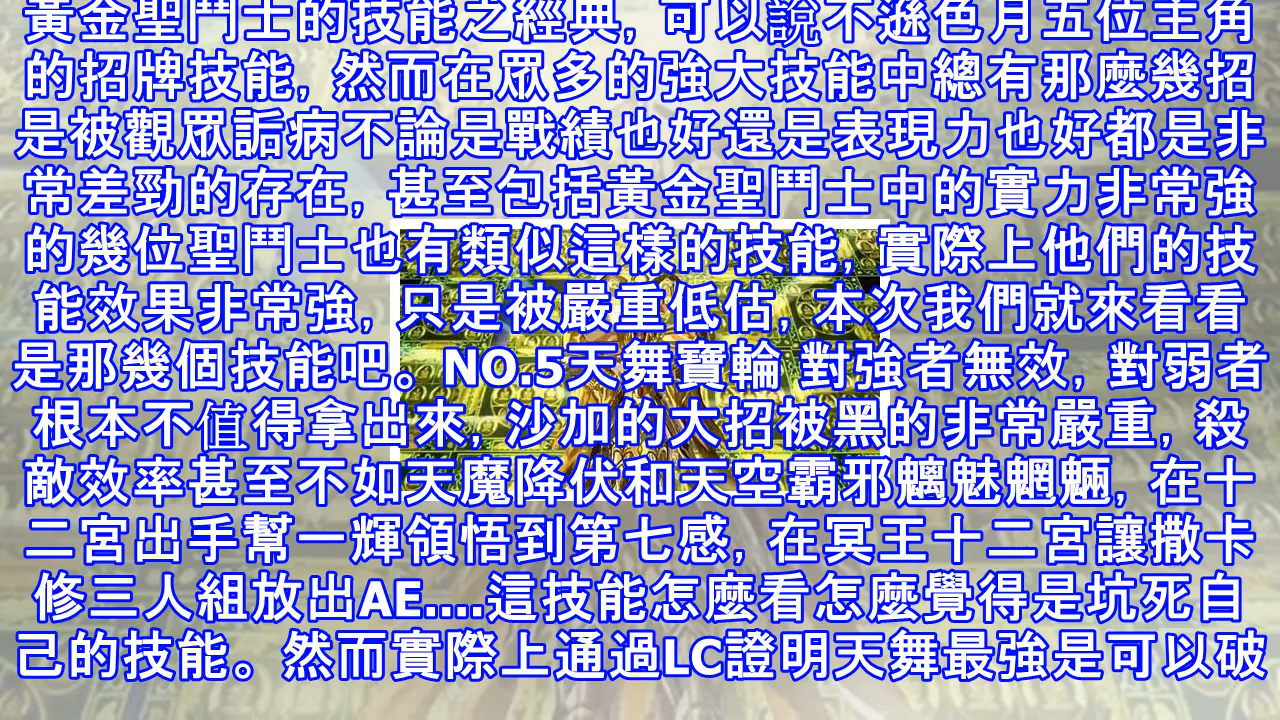 黃金聖鬥士的技能之經典, 可以說不遜色月五位主角
的招牌技能, 然而在眾多的強大技能中總有那麼幾招
是被觀眾詬病不論是戰績也好還是表現力也好都是非
常差勁的存在, 甚至包括黃金聖鬥士中的實力非常強
的幾位聖鬥士也有類似這樣的技能, 實際上他們的技
能效果非常強, 只是被嚴重低估, 本次我們就來看看
是那幾個技能吧。NO.5天舞寶輪 對強者無效, 對弱者
根本不值得拿出來, 沙加的大招被黑的非常嚴重, 殺
敵效率甚至不如天魔降伏和天空霸邪魑魅魍魎, 在十
二宮出手幫一輝領悟到第七感, 在冥王十二宮讓撒卡
修三人組放出AE....這技能怎麼看怎麼覺得是坑死自
己的技能。然而實際上通過LC證明天舞最強是可以破